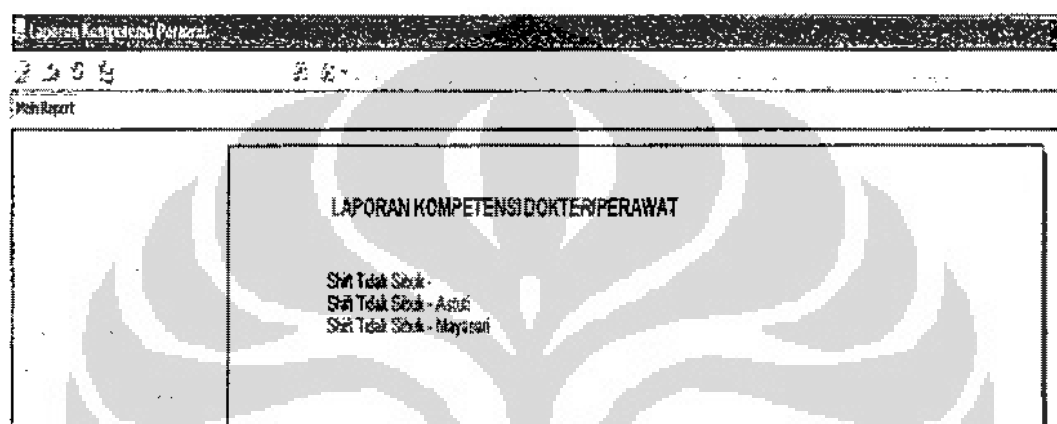 Laporan Kompetensi Perawat
Main Report
LAPORAN KOMPETENSI DOKTER/PERAWAT
Shift Tidak Sibuk -
Shift Tidak Sibuk - Astuti
Shift Tidak Sibuk - Mayasari